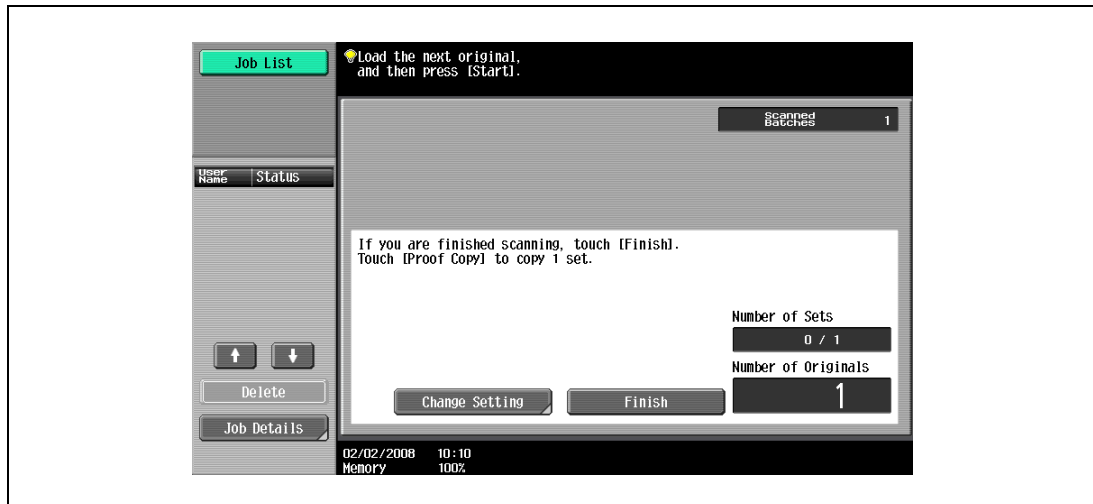 Job List
Load the next original,
and then press [Start].
Scanned
Batches 1
User
Name Status
If you are finished scanning, touch [Finish].
Touch [Proof Copy] to copy 1 set.
Number of Sets
0 / 1
Number of Originals
1
Delete
Change Setting Finish
Job Details
02/02/2008 10:10
Memory 100%